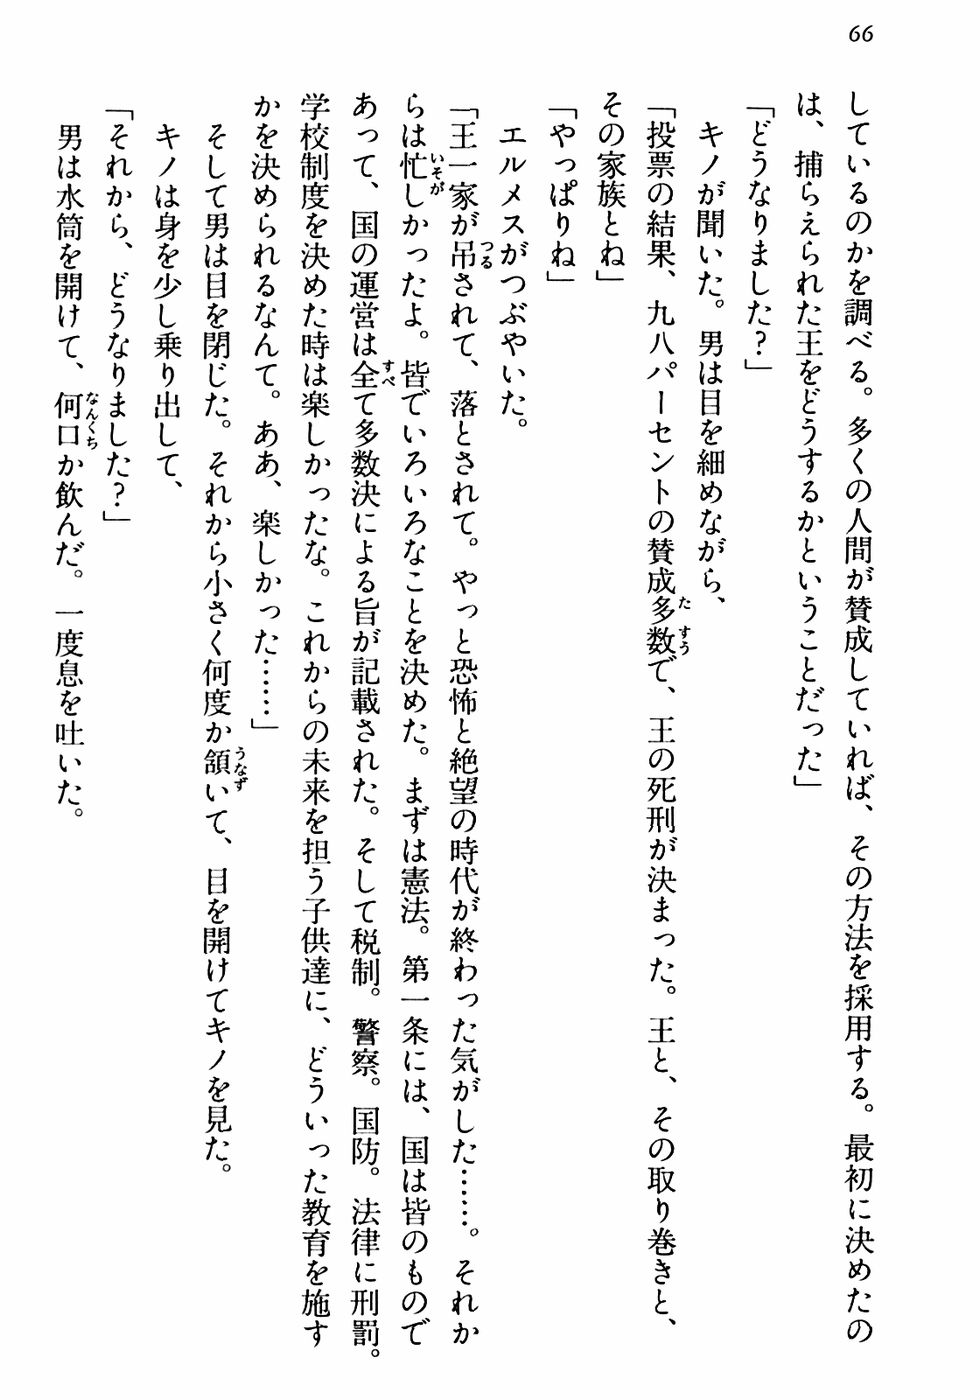 66
しているのかを調べる。多くの人間が賛成していれば、その方法を採用する。最初に決めたの
は、捕らえられた王をどうするかということだった」
「どうなりました？」
キノが聞いた。男は目を細めながら、
「投票の結果、九八パーセントの賛成多数で、王の死刑が決まった。王と、その取り巻きと、
その家族とね」
「やっぱりね」
エルメスがつぶやいた。
「王一家が吊されて、落とされて。やっと恐怖と絶望の時代が終わった気がした……。それか
らは忙しかったよ。皆でいろいろなことを決めた。まずは憲法。第一条には、国は皆のもので
あって、国の運営は全て多数決による旨が記載された。そして税制。警察。国防。法律に刑罰。
学校制度を決めた時は楽しかったな。これからの未来を担う子供達に、どういった教育を施す
かを決められるなんて。ああ、楽しかった……」
そして男は目を閉じた。それから小さく何度か頷いて、目を開けてキノを見た。
キノは身を少し乗り出して、
「それから、どうなりました？」
男は水筒を開けて、何口か飲んだ。一度息を吐いた。